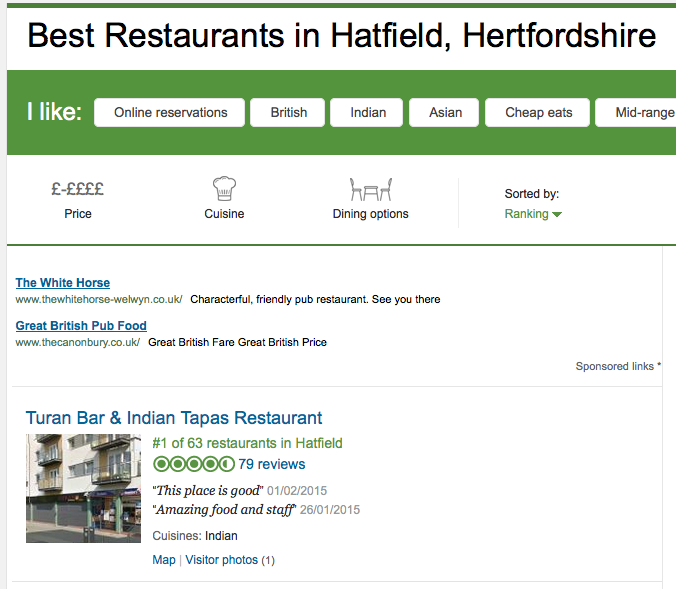 Best Restaurants in Hatfield, Hertfordshire
I like: Online reservations British Indian Asian Cheap eats Mid-range
£-££££
Price Cuisine Dining options
Sorted by:
Ranking
The White Horse
www.thewhitehorse-welwyn.co.uk/ Characterful, friendly pub restaurant. See you there
Great British Pub Food
www.thecanonbury.co.uk/ Great British Fare Great British Price
Sponsored links *
Turan Bar & Indian Tapas Restaurant
#1 of 63 restaurants in Hatfield
79 reviews
"This place is good" 01/02/2015
"Amazing food and staff" 26/01/2015
Cuisines: Indian
Map | Visitor photos (1)